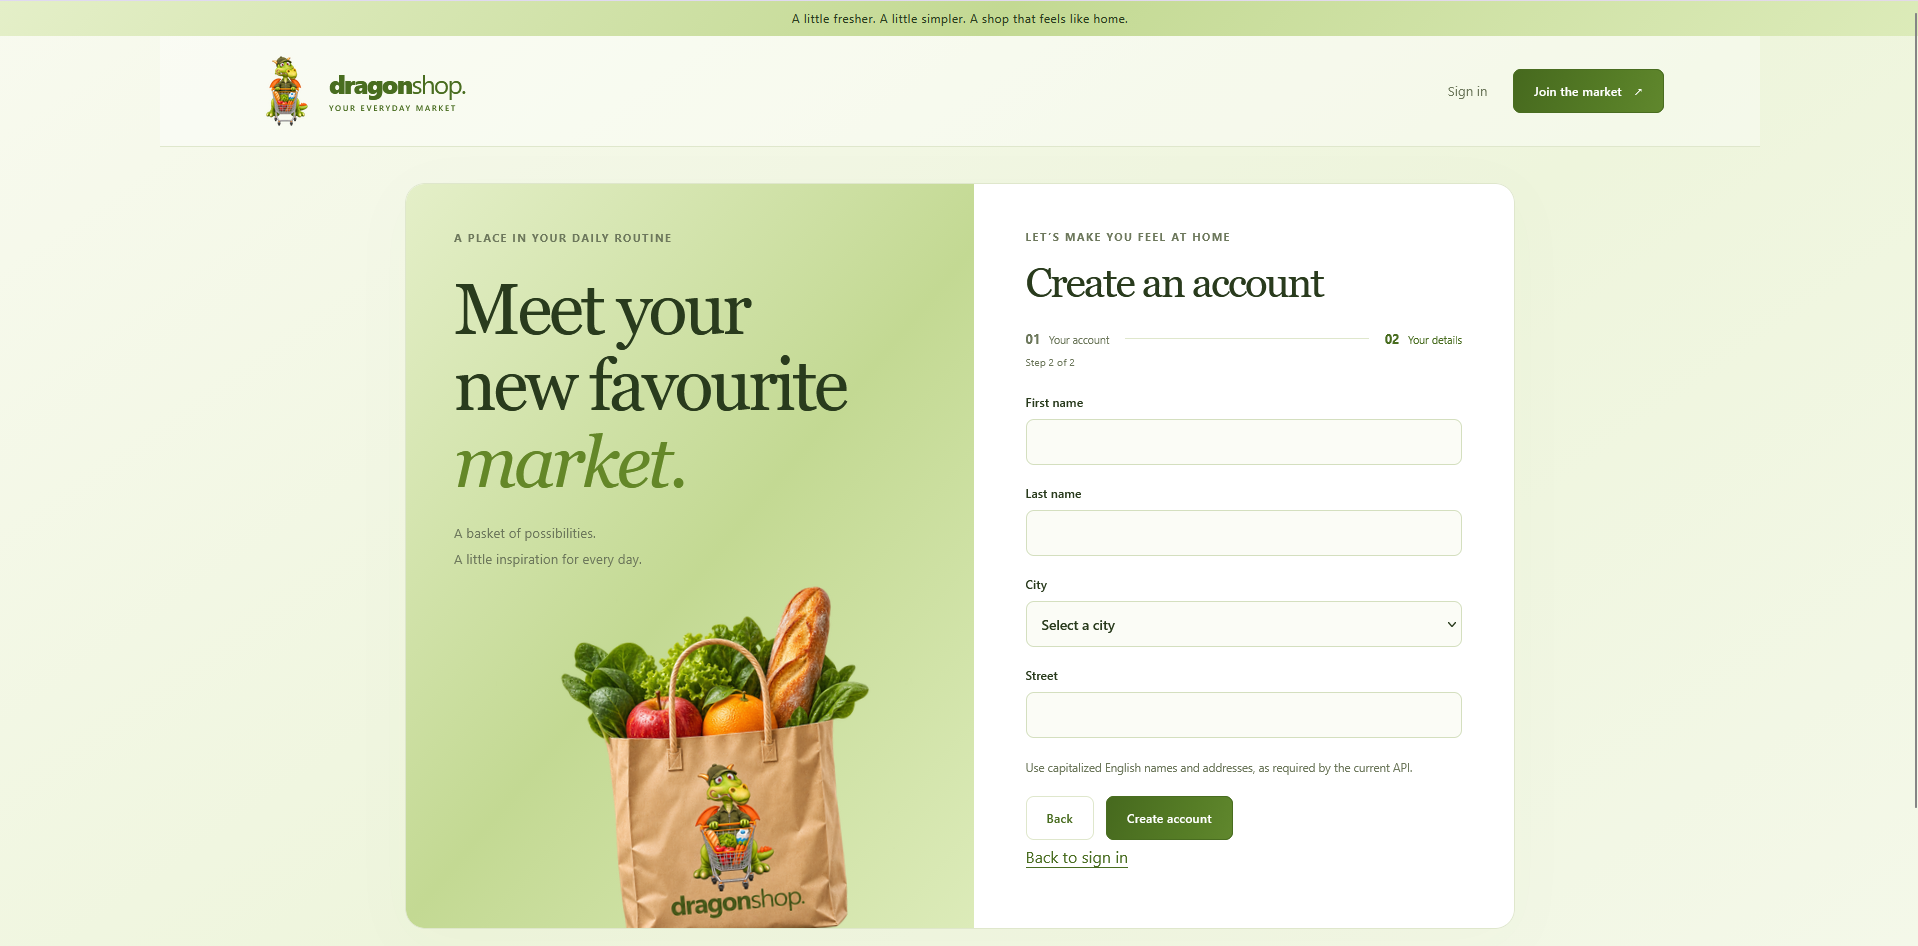 A little fresher. A little simpler. A shop that feels like home.
dragonshop.
YOUR EVERYDAY MARKET
Sign in
Join the market ↗
A PLACE IN YOUR DAILY ROUTINE
Meet your
new favourite
market.
A basket of possibilities.
A little inspiration for every day.
dragonshop.
LET'S MAKE YOU FEEL AT HOME
Create an account
01 Your account
02 Your details
Step 2 of 2
First name
Last name
City
Select a city
Street
Use capitalized English names and addresses, as required by the current API.
Back
Create account
Back to sign in